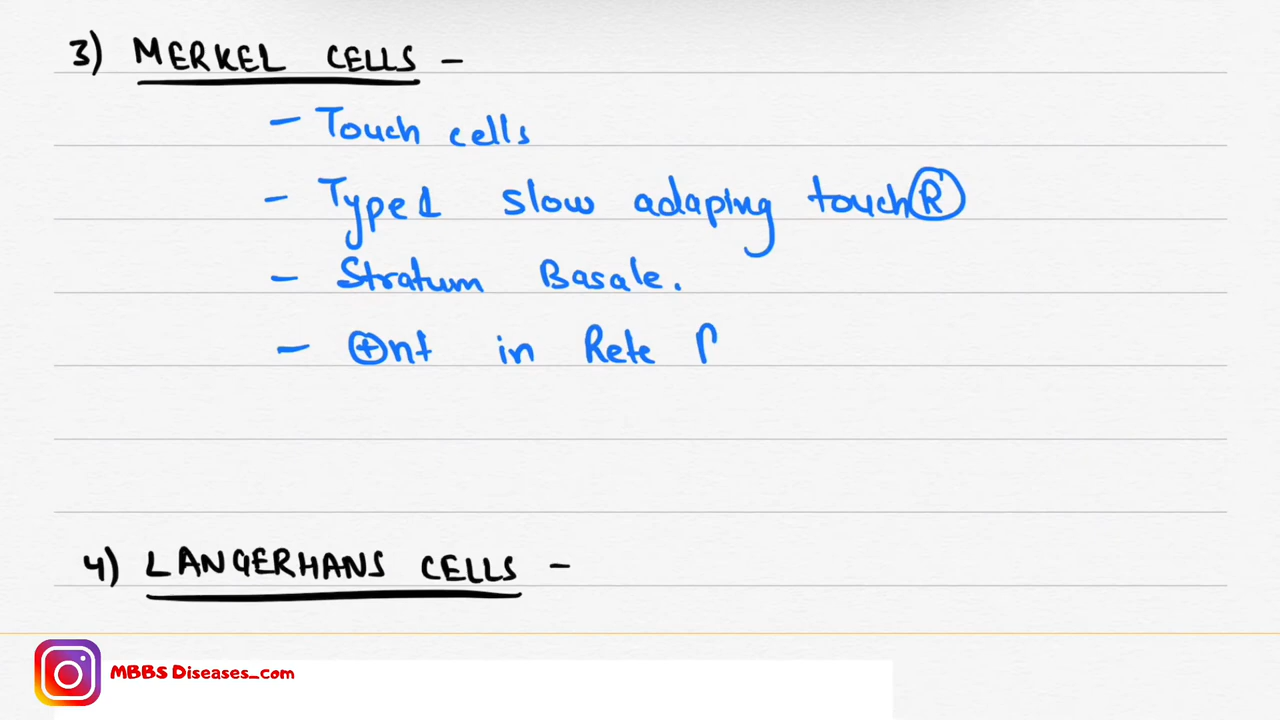 3) MERKEL CELLS -
- Touch cells
- Type 1 slow adaping touch R
- Stratum Basale.
- +nt in Rete P
4) LANGERHANS CELLS -
MBBS Diseases_com